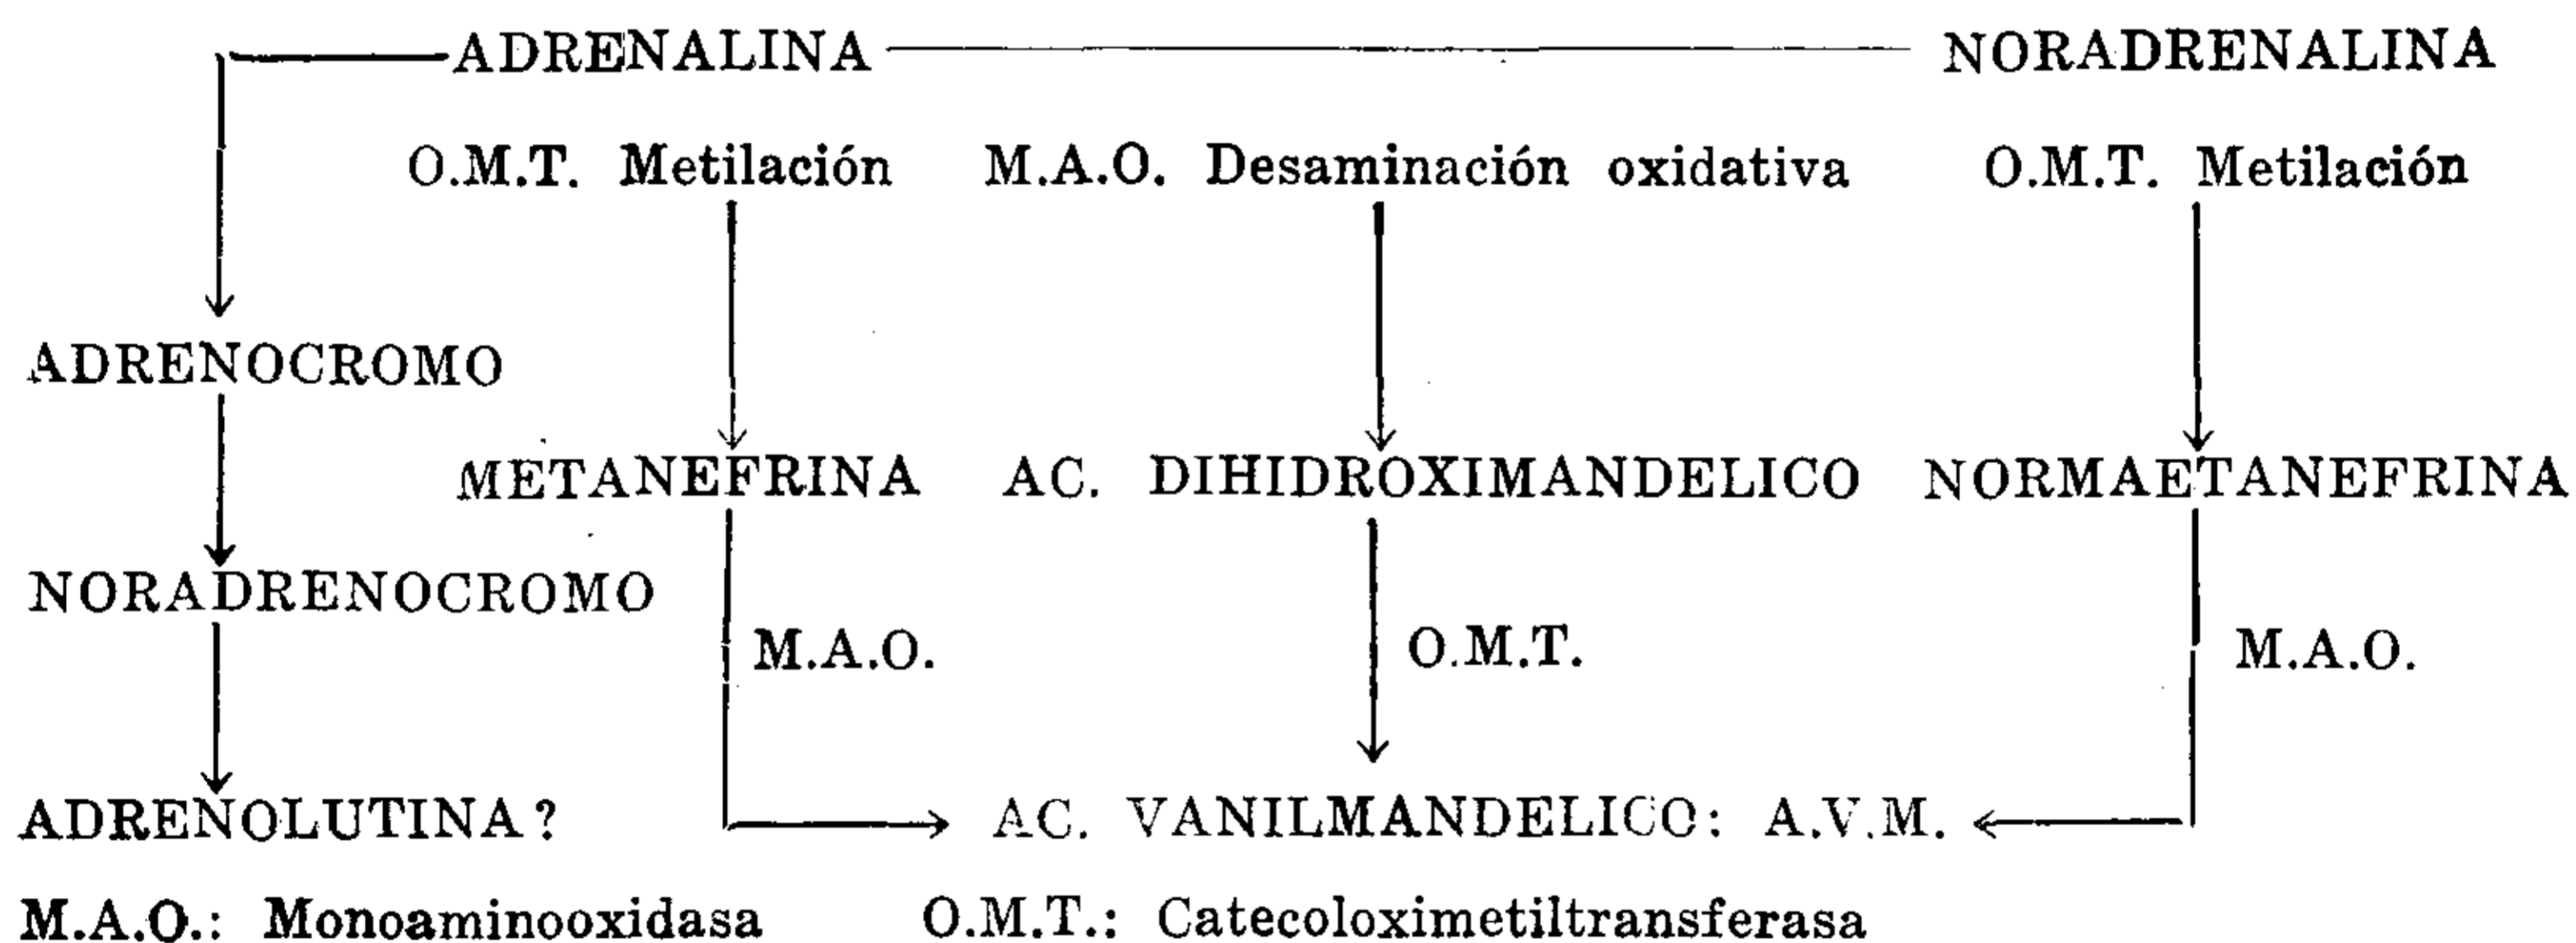 ADRENALINA NORADRENALINA
O.M.T. Metilación M.A.O. Desaminación oxidativa O.M.T. Metilación
ADRENOCROMO
METANEFRINA AC. DIHIDROXIMANDELICO NORMAETANEFRINA
NORADRENOCROMO
M.A.O. O.M.T. M.A.O.
ADRENOLUTINA? AC. VANILMANDELICO: A.V.M.
M.A.O.: Monoaminooxidasa O.M.T.: Catecoloximetiltransferasa